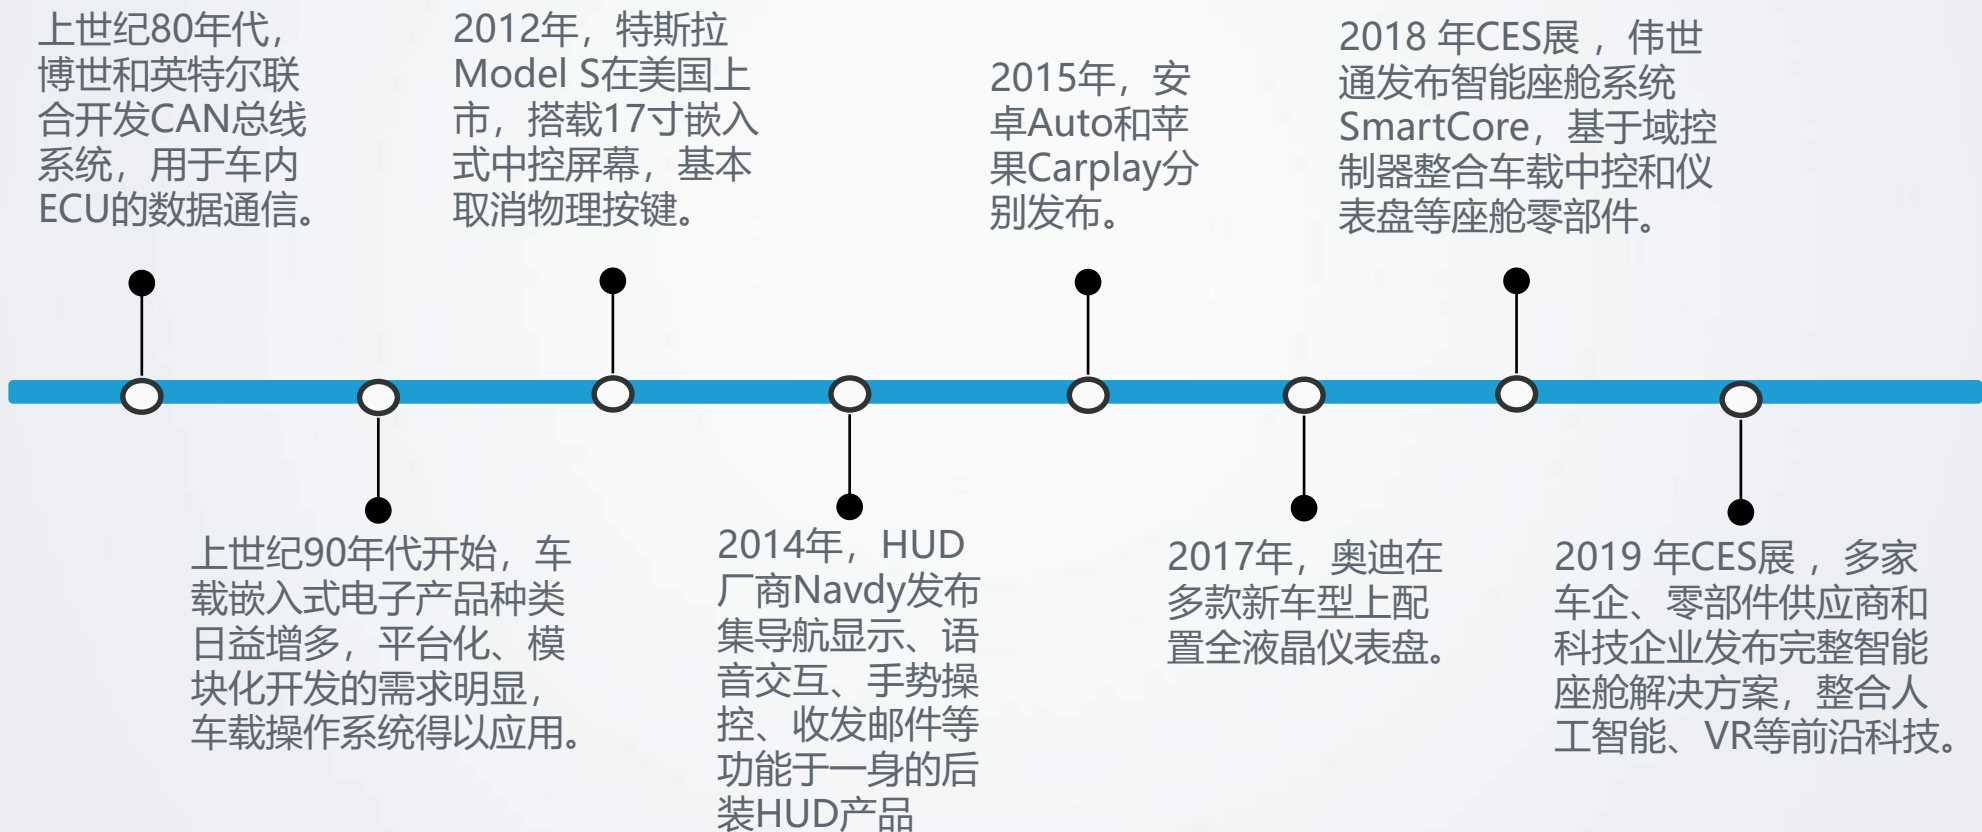 上世纪80年代，
博世和英特尔联
合开发CAN总线
系统，用于车内
ECU的数据通信。
上世纪90年代开始，车
载嵌入式电子产品种类
日益增多，平台化、模
块化开发的需求明显，
车载操作系统得以应用。
2012年，特斯拉
Model S在美国上
市，搭载17寸嵌入
式中控屏幕，基本
取消物理按键。
2014年，HUD
厂商Navdy发布
集导航显示、语
音交互、手势操
控、收发邮件等
功能于一身的后
装HUD产品
2015年，安
卓Auto和苹
果Carplay分
别发布。
2017年，奥迪在
多款新车型上配
置全液晶仪表盘。
2018 年CES展 ，伟世
通发布智能座舱系统
SmartCore，基于域控
制器整合车载中控和仪
表盘等座舱零部件。
2019 年CES展 ，多家
车企、零部件供应商和
科技企业发布完整智能
座舱解决方案，整合人
工智能、VR等前沿科技。